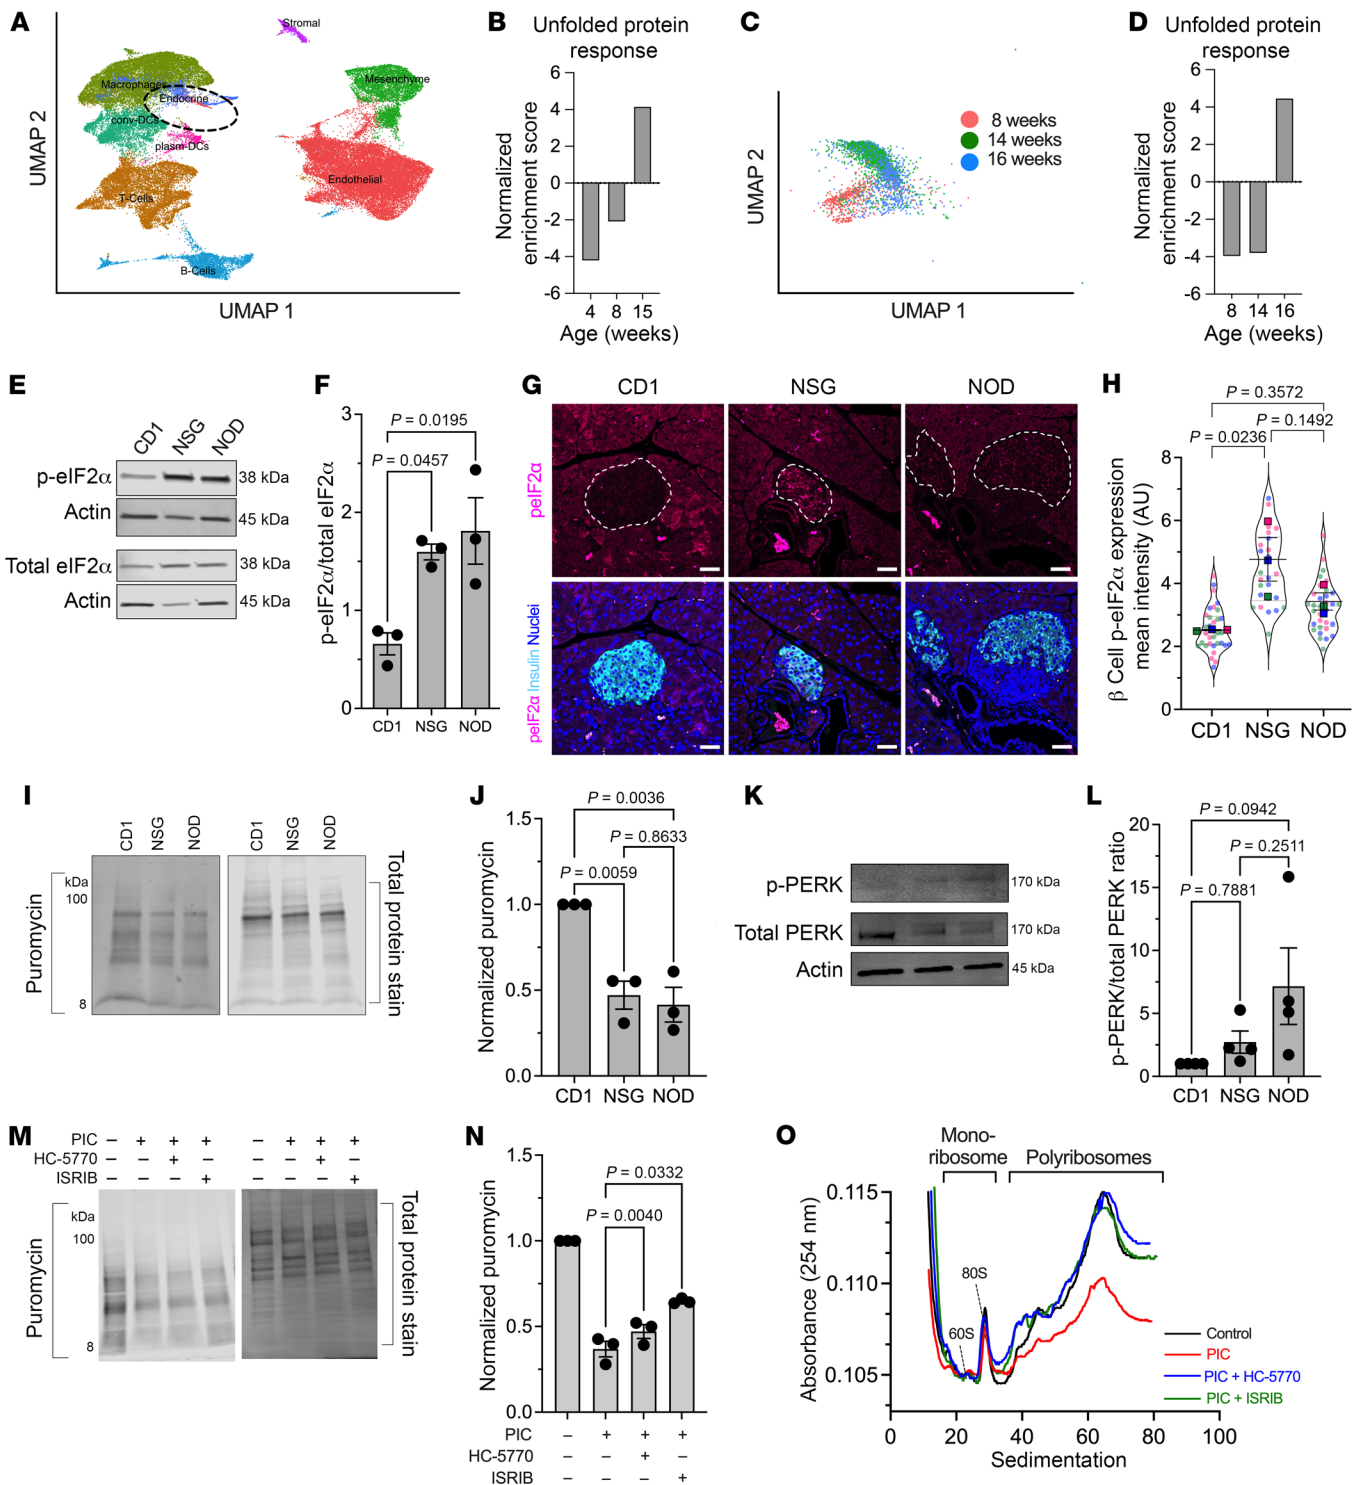 A
Stromal
Macrophages
Endocrine
conv-DCs
plasm-DCs
T-Cells
B-Cells
Mesenchyme
Endothelial
UMAP 2
UMAP 1
B
Unfolded protein
response
Normalized
enrichment score
6
4
2
0
-2
-4
-6
4 8 15
Age (weeks)
C
8 weeks
14 weeks
16 weeks
UMAP 2
UMAP 1
D
Unfolded protein
response
Normalized
enrichment score
6
4
2
0
-2
-4
-6
8 14 16
Age (weeks)
E
CD1 NSG NOD
p-eIF2α 38 kDa
Actin 45 kDa
Total eIF2α 38 kDa
Actin 45 kDa
F
p-eIF2α/total eIF2α
3
2
1
0
P = 0.0195
P = 0.0457
CD1 NSG NOD
G
CD1 NSG NOD
peIF2α
peIF2α Insulin Nuclei
H
P = 0.3572
P = 0.1492
P = 0.0236
β Cell p-eIF2α expression
mean intensity (AU)
8
6
4
2
0
CD1 NSG NOD
I
CD1 NSG NOD CD1 NSG NOD
Puromycin
kDa
100
8
Total protein stain
J
P = 0.0036
P = 0.8633
P = 0.0059
Normalized puromycin
1.5
1.0
0.5
0.0
CD1 NSG NOD
K
p-PERK 170 kDa
Total PERK 170 kDa
Actin 45 kDa
L
P = 0.0942
P = 0.2511
P = 0.7881
p-PERK/total PERK ratio
20
15
10
5
0
CD1 NSG NOD
M
PIC – + + + – + + +
HC-5770 – – + – – – + –
ISRIB – – – + – – – +
Puromycin
kDa
100
8
Total protein stain
N
P = 0.0332
P = 0.0040
Normalized puromycin
1.5
1.0
0.5
0.0
PIC – + + +
HC-5770 – – + –
ISRIB – – – +
O
Mono-
ribosome
Polyribosomes
Absorbance (254 nm)
0.115
0.110
0.105
80S
60S
Control
PIC
PIC + HC-5770
PIC + ISRIB
0 20 40 60 80 100
Sedimentation